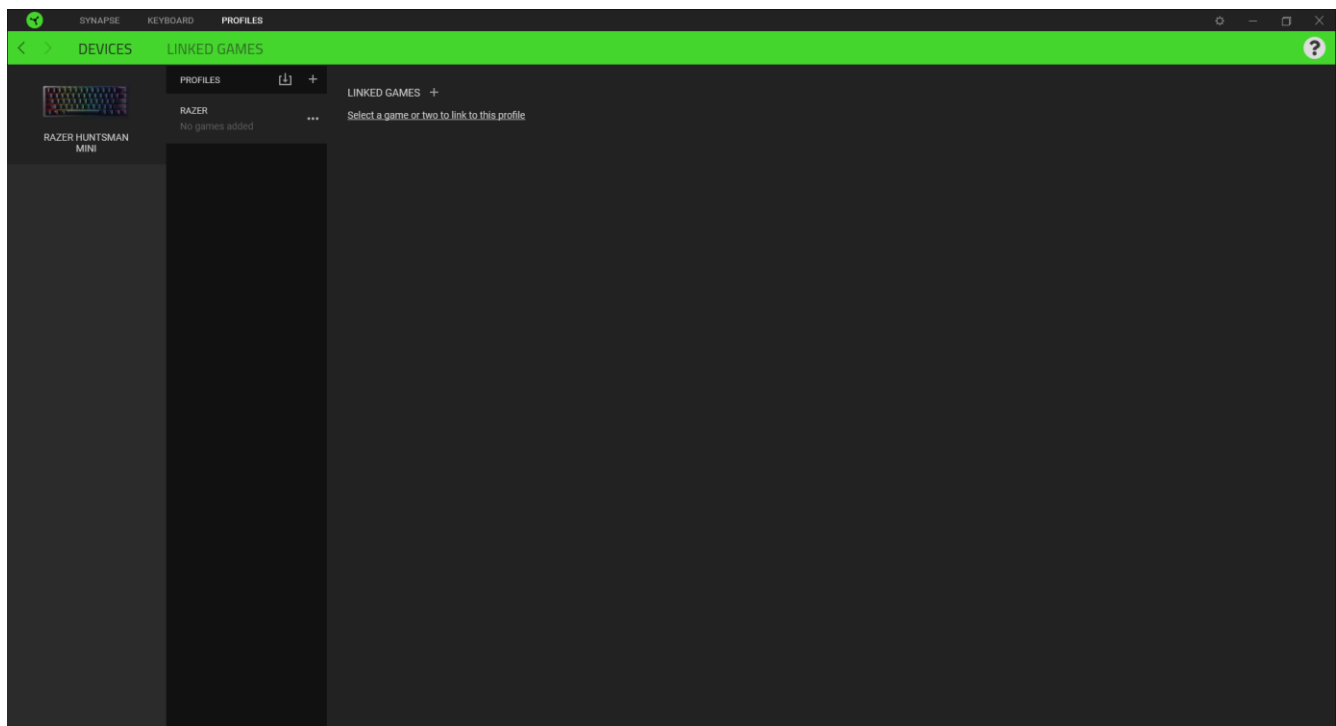 SYNAPSE KEYBOARD PROFILES
DEVICES LINKED GAMES
?
PROFILES
RAZER
No games added
RAZER HUNTSMAN
MINI
LINKED GAMES +
Select a game or two to link to this profile